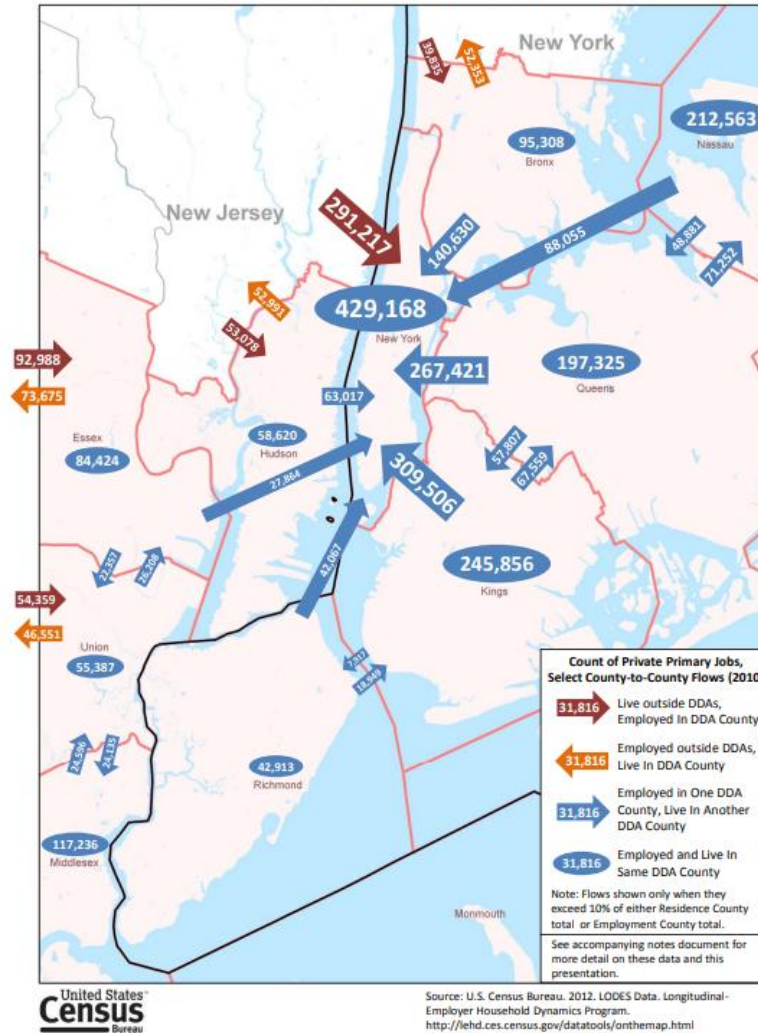 New York
39,835
52,353
212,563
Nassau
95,308
Bronx
New Jersey
291,217
140,630
88,055
48,881
71,252
52,991
429,168
New York
53,078
197,325
Queens
92,988
267,421
73,675
63,017
Essex
84,424
58,620
Hudson
57,807
67,559
27,864
309,506
42,067
245,856
Kings
22,357
26,208
54,359
46,551
Union
55,387
7,917
18,949
24,596
24,135
42,913
Richmond
117,236
Middlesex
Monmouth
Count of Private Primary Jobs,
Select County-to-County Flows (2010
31,816
Live outside DDAs,
Employed In DDA County
31,816
Employed outside DDAs,
Live In DDA County
31,816
Employed in One DDA
County, Live In Another
DDA County
31,816
Employed and Live In
Same DDA County
Note: Flows shown only when they
exceed 10% of either Residence County
total or Employment County total.
See accompanying notes document for
more detail on these data and this
presentation.
United States™
Census
Bureau
Source: U.S. Census Bureau. 2012. LODES Data. Longitudinal-
Employer Household Dynamics Program.
http://lehd.ces.census.gov/datatools/onthemap.html